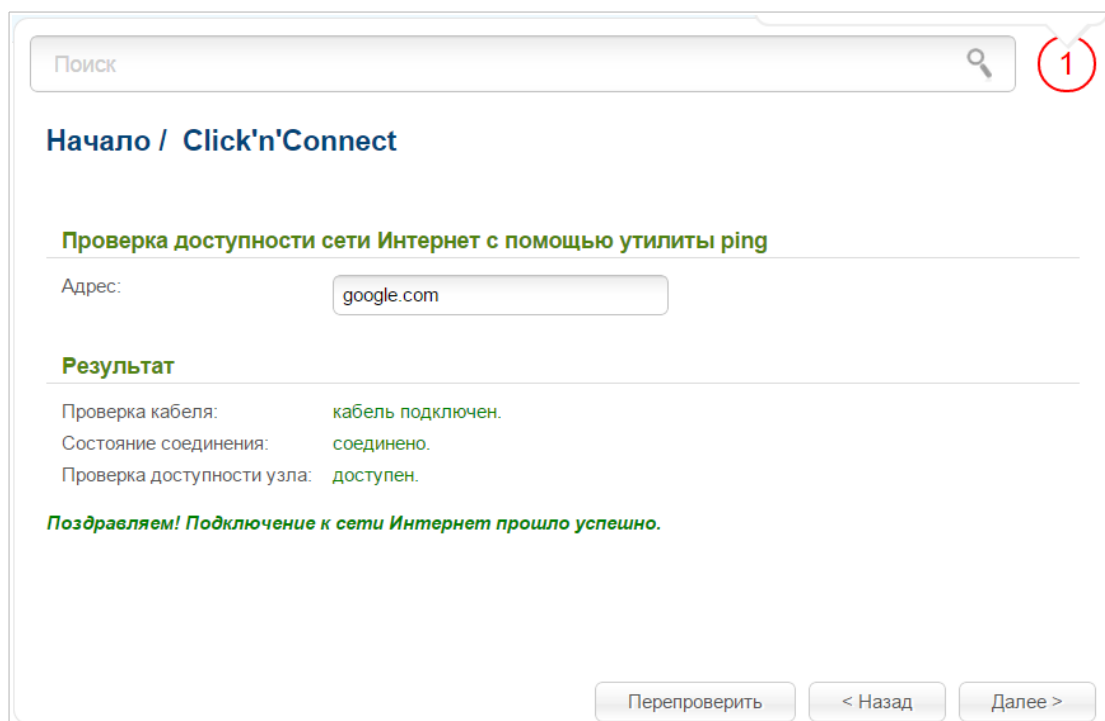 Поиск
1
Начало / Click'n'Connect
Проверка доступности сети Интернет с помощью утилиты ping
Адрес: google.com
Результат
Проверка кабеля: кабель подключен.
Состояние соединения: соединено.
Проверка доступности узла: доступен.
Поздравляем! Подключение к сети Интернет прошло успешно.
Перепроверить < Назад Далее >